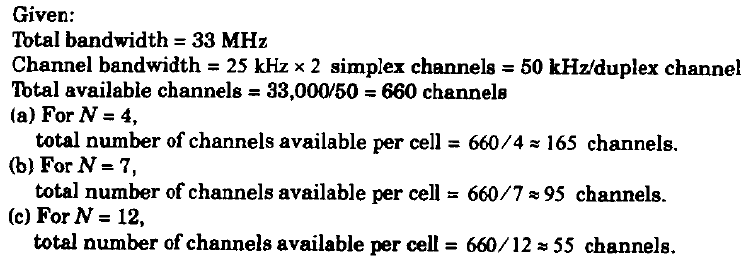 Given:
Total bandwidth = 33 MHz
Channel bandwidth = 25 kHz × 2 simplex channels = 50 kHz/duplex channel
Total available channels = 33,000/50 = 660 channels
(a) For N = 4,
total number of channels available per cell = 660/4 ≈ 165 channels.
(b) For N = 7,
total number of channels available per cell = 660/7 ≈ 95 channels.
(c) For N = 12,
total number of channels available per cell = 660/12 ≈ 55 channels.